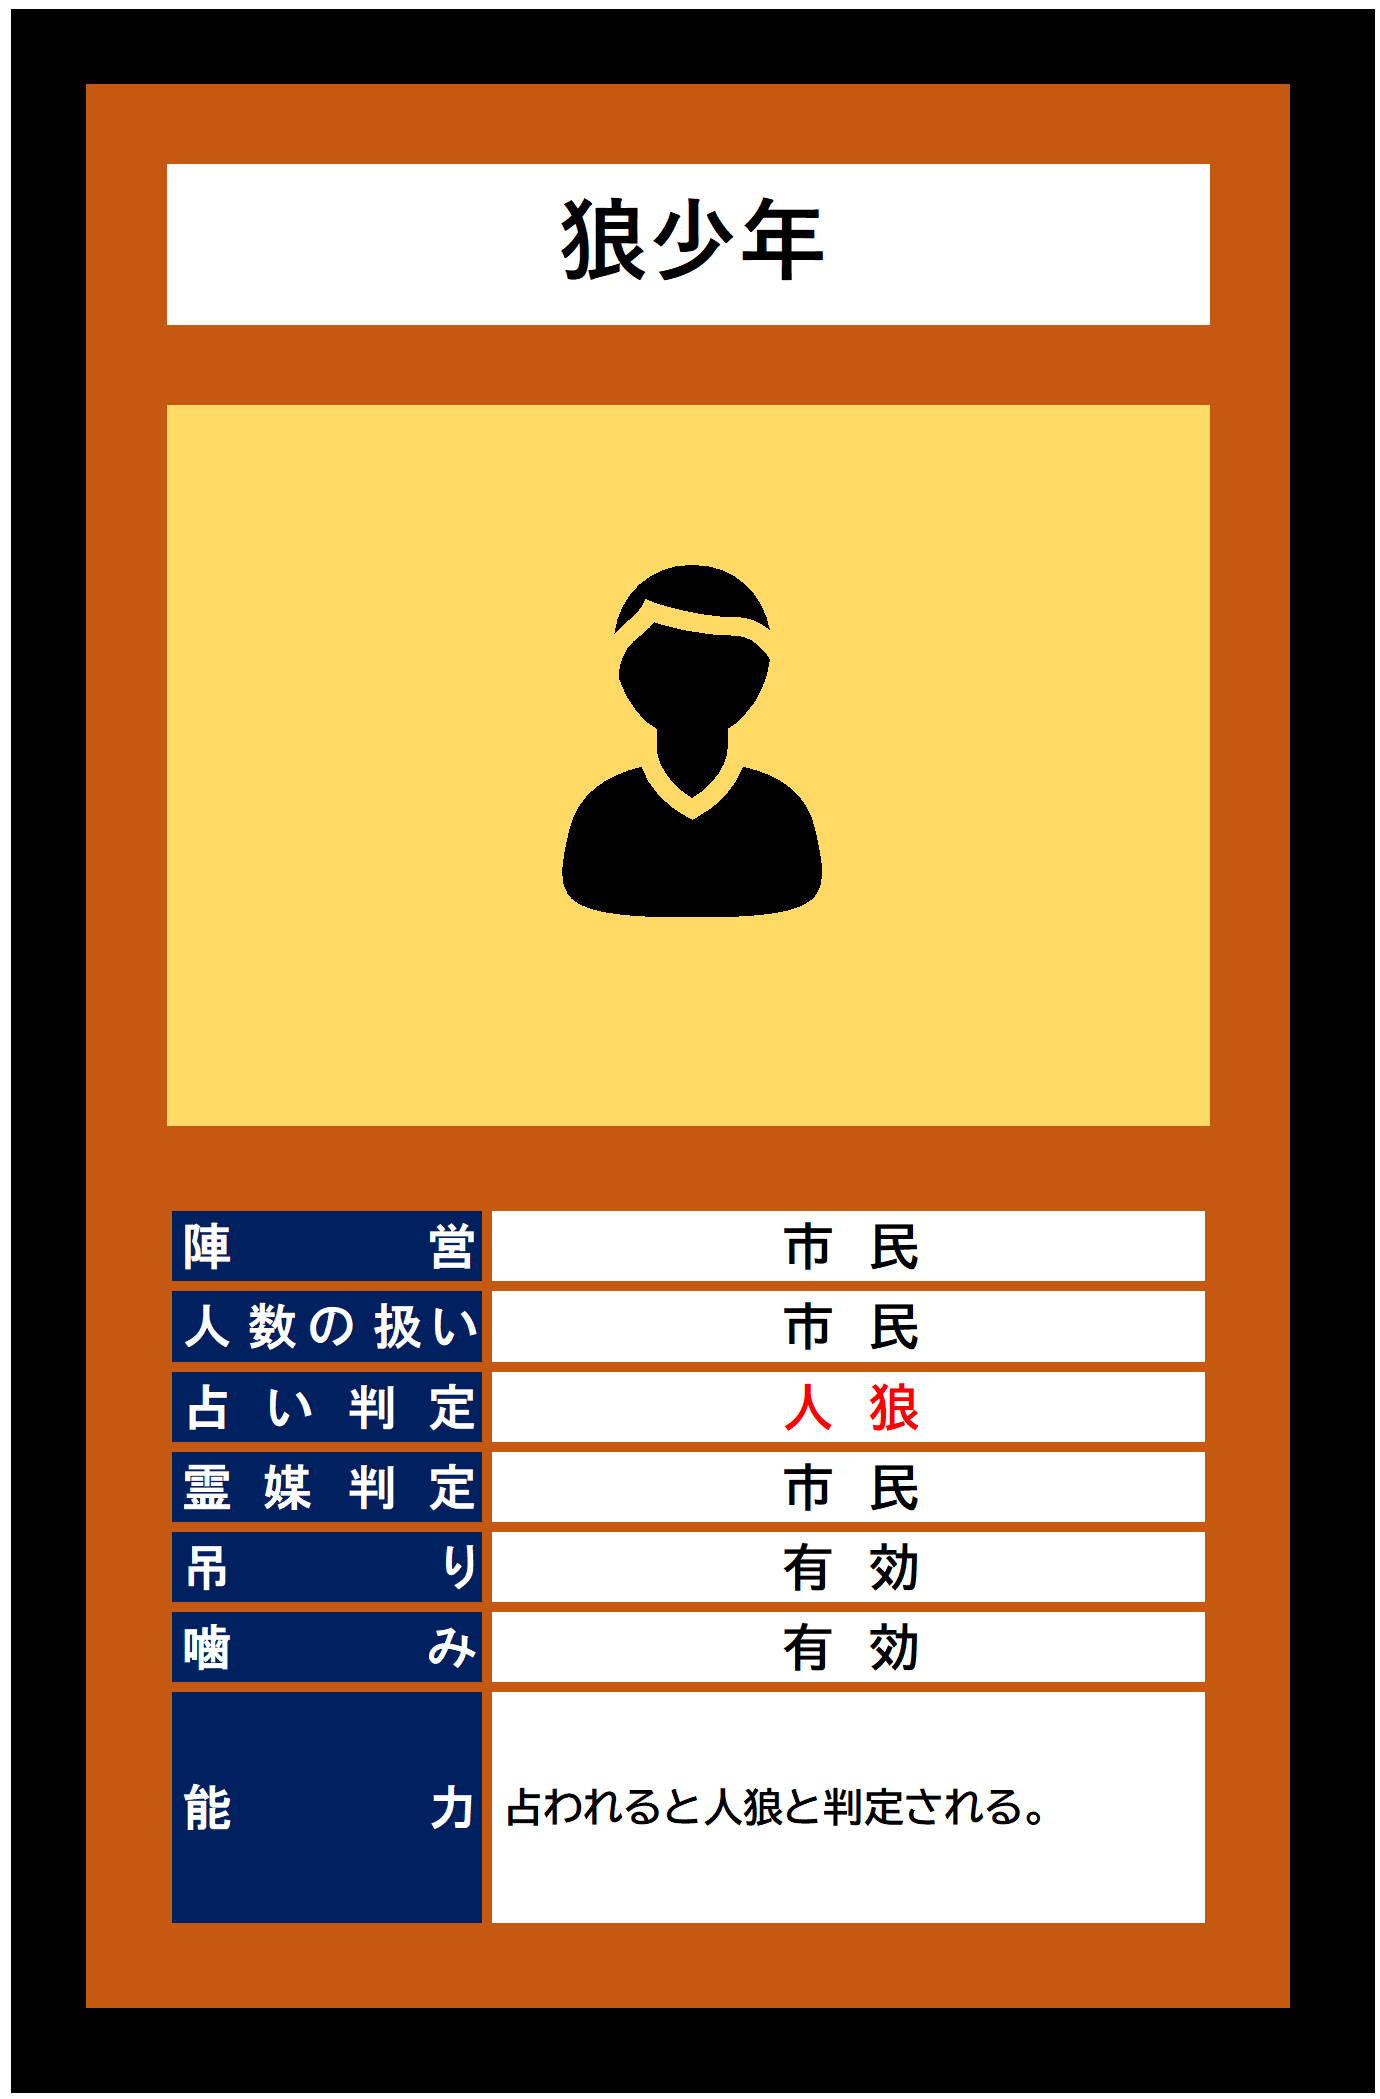 狼少年
陣営 市民
人数の扱い 市民
占い判定 人狼
霊媒判定 市民
吊り 有効
噛み 有効
能力 占われると人狼と判定される。